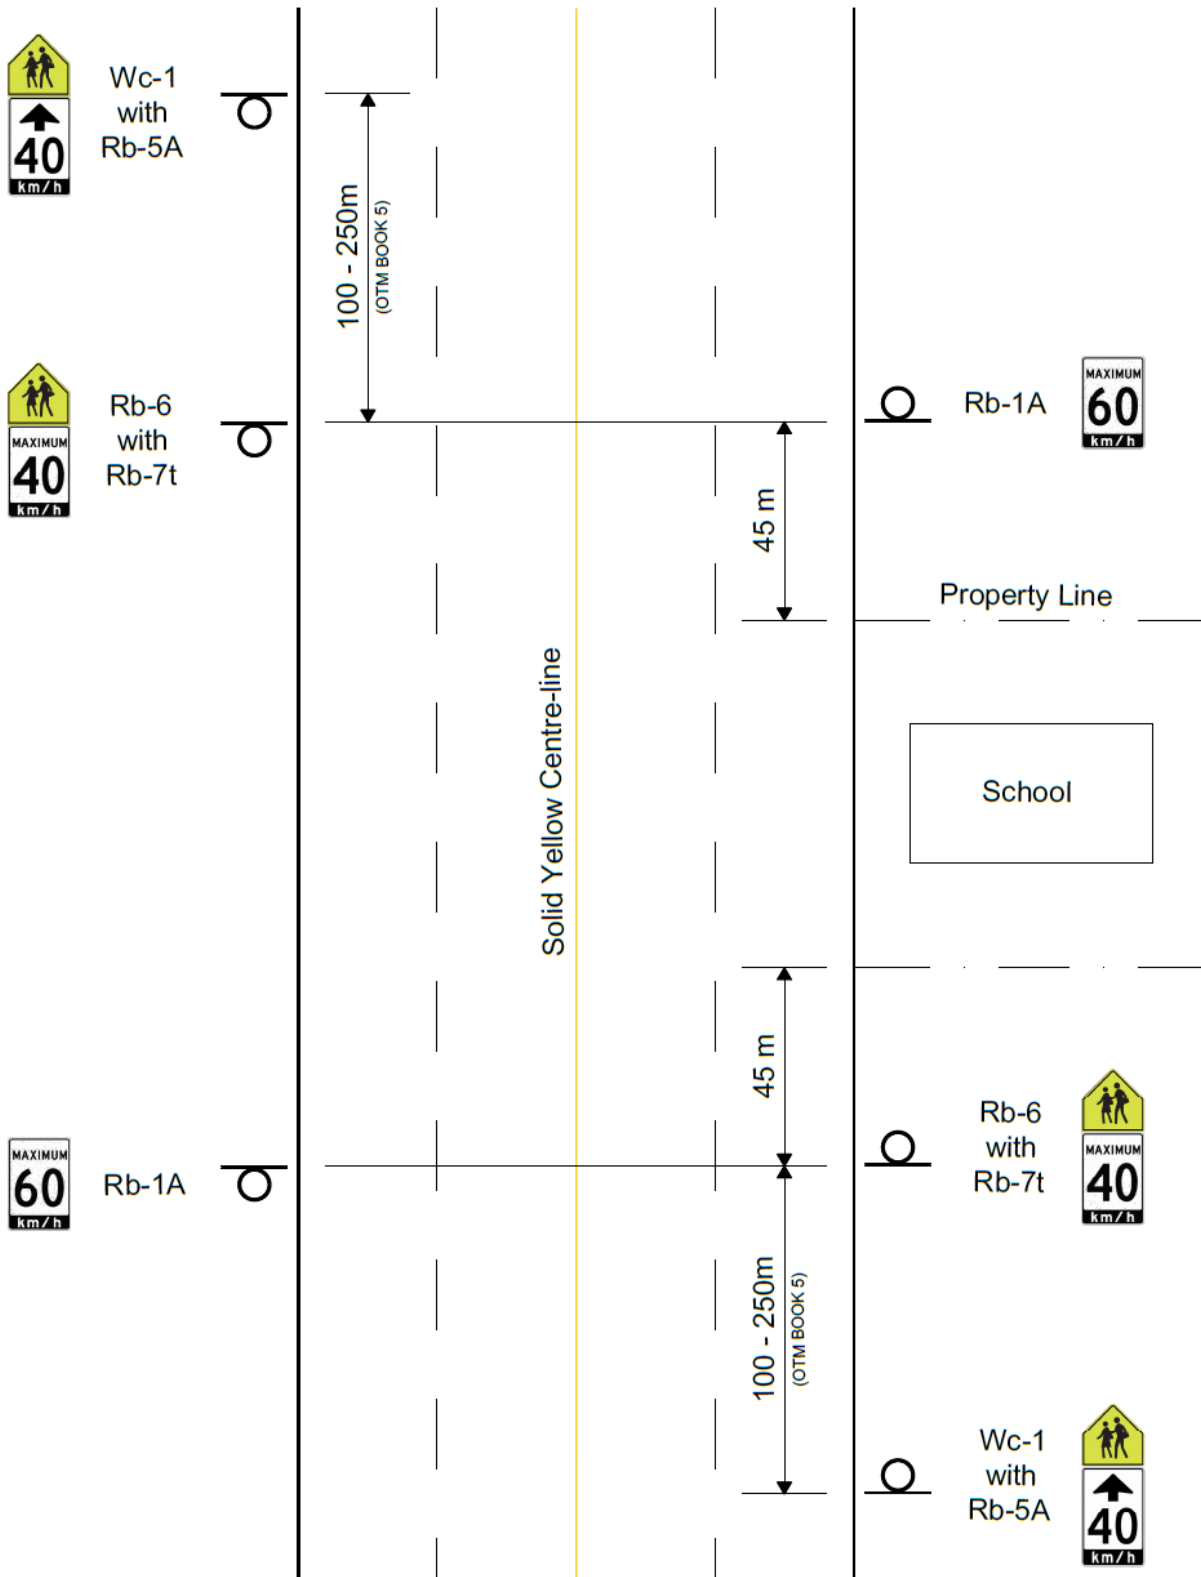 Wc-1
with
Rb-5A
40
km/h
100 - 250m
(OTM BOOK 5)
Rb-6
with
Rb-7t
MAXIMUM
40
km/h
Rb-1A
MAXIMUM
60
km/h
45 m
Property Line
Solid Yellow Centre-line
School
45 m
MAXIMUM
60
km/h
Rb-1A
Rb-6
with
Rb-7t
MAXIMUM
40
km/h
100 - 250m
(OTM BOOK 5)
Wc-1
with
Rb-5A
40
km/h